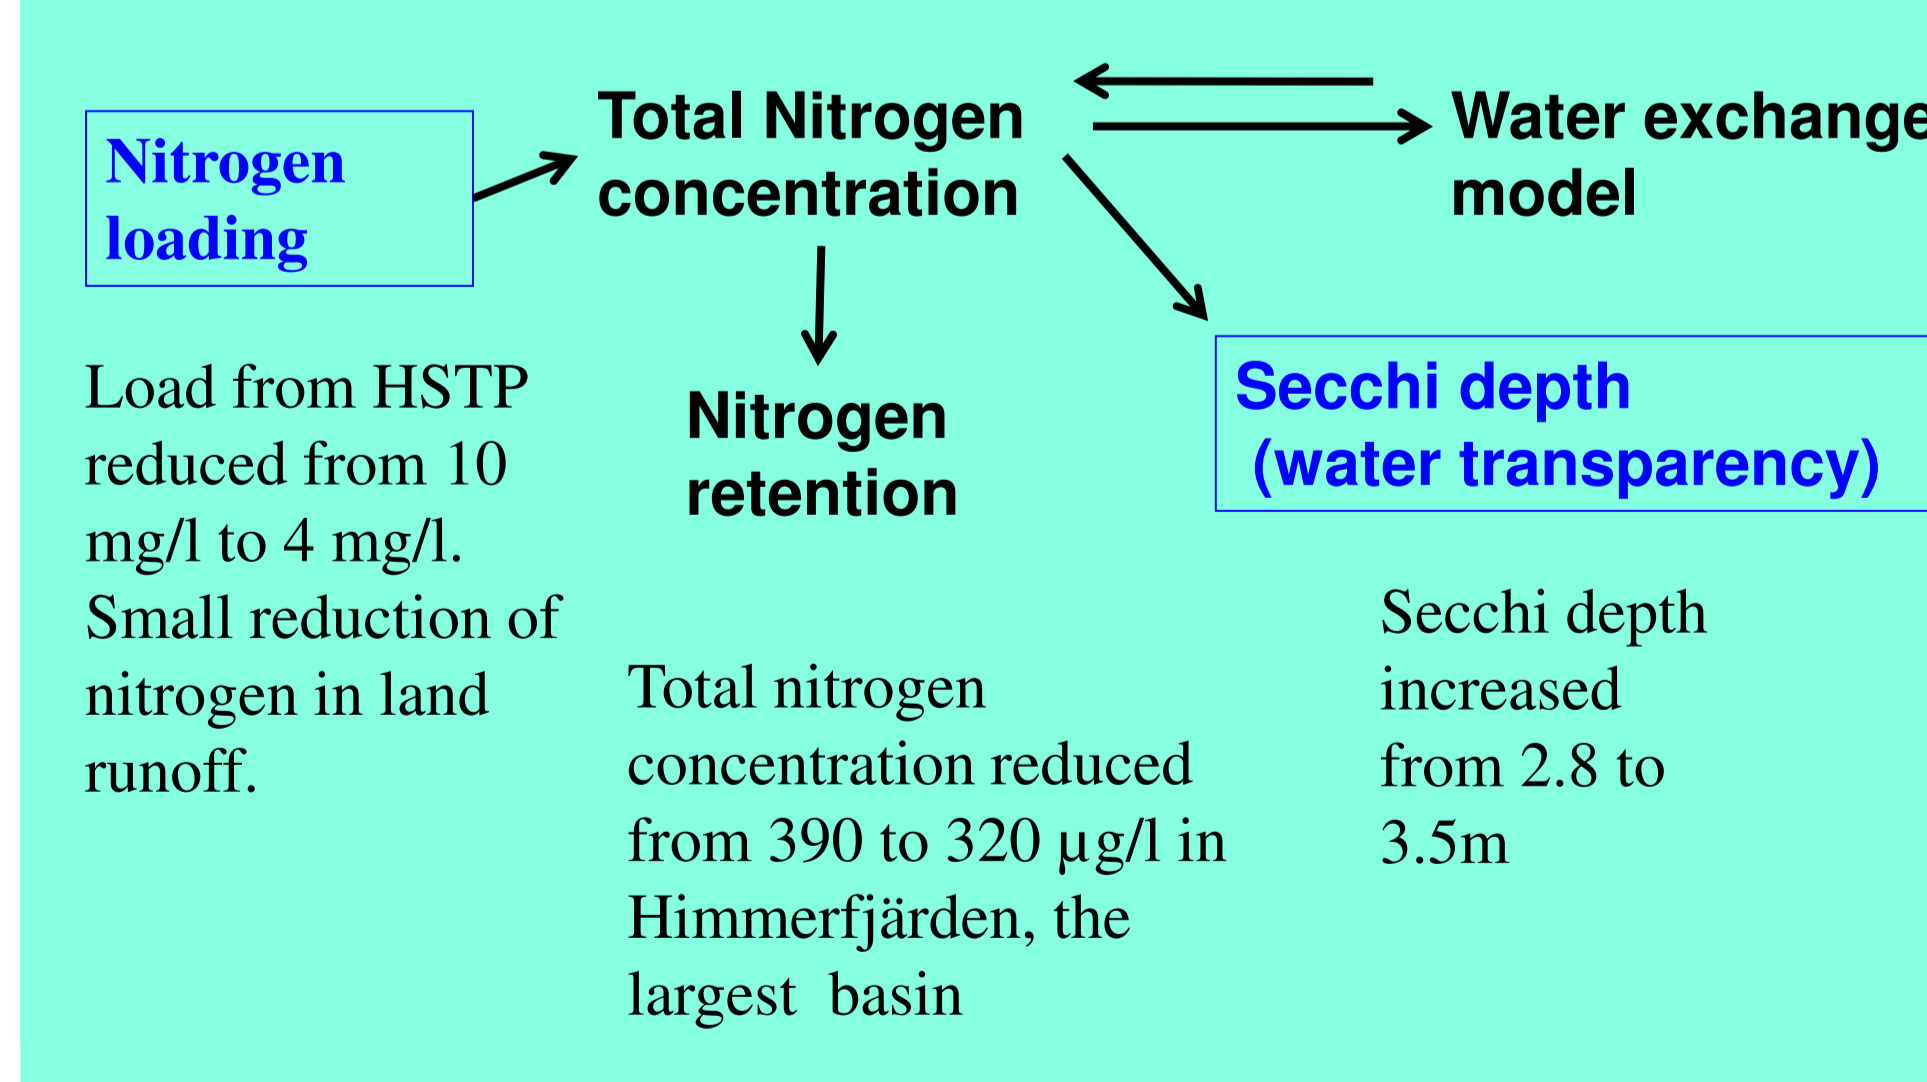 Nitrogen
loading
Total Nitrogen
concentration
Water exchange
model
Nitrogen
retention
Secchi depth
(water transparency)
Load from HSTP
reduced from 10
mg/l to 4 mg/l.
Small reduction of
nitrogen in land
runoff.
Total nitrogen
concentration reduced
from 390 to 320 µg/l in
Himmerfjärden, the
largest basin
Secchi depth
increased
from 2.8 to
3.5m